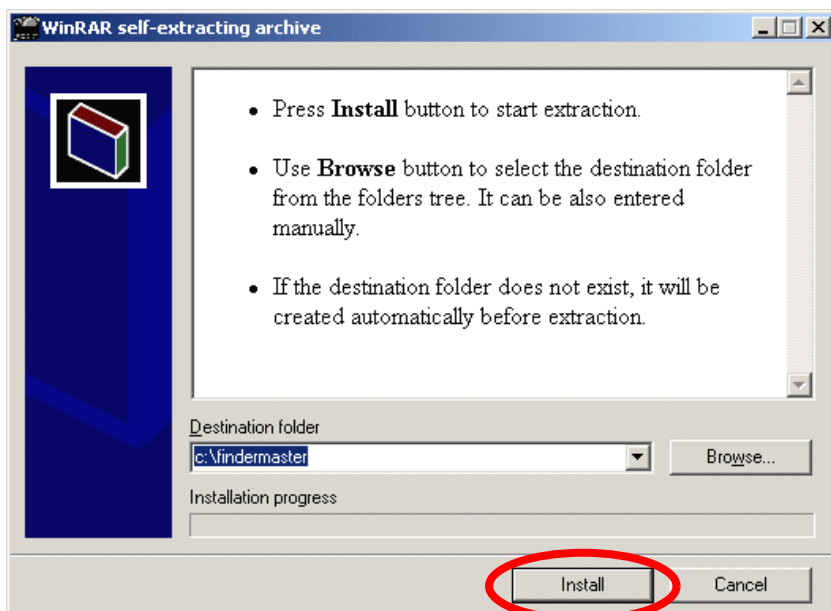 WinRAR self-extracting archive
• Press Install button to start extraction.
• Use Browse button to select the destination folder
from the folders tree. It can be also entered
manually.
• If the destination folder does not exist, it will be
created automatically before extraction.
Destination folder
c:\findermaster
Browse...
Installation progress
Install
Cancel